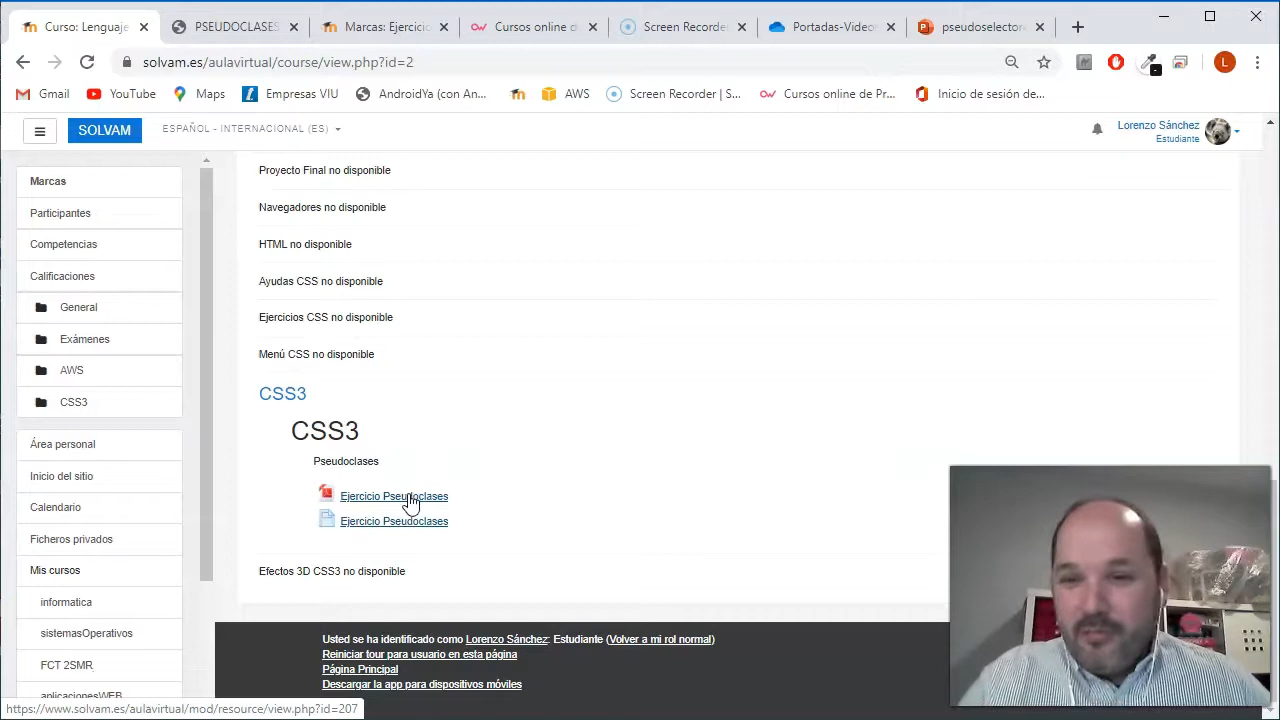 Curso: Lenguaje
PSEUDOCLASES
Marcas: Ejercicio
Cursos online d
Screen Recorder
Portadas-Videos
pseudoselector
solvam.es/aulavirtual/course/view.php?id=2
L
Gmail
YouTube
Maps
Empresas VIU
AndroidYa (con An...
AWS
Screen Recorder | S...
Cursos online de Pr...
Inicio de sesión de...
SOLVAM
ESPAÑOL - INTERNACIONAL (ES)
Lorenzo Sánchez
Estudiante
Marcas
Participantes
Competencias
Calificaciones
General
Exámenes
AWS
CSS3
Área personal
Inicio del sitio
Calendario
Ficheros privados
Mis cursos
informatica
sistemasOperativos
FCT 2SMR
aplicacionesWEB
Proyecto Final no disponible
Navegadores no disponible
HTML no disponible
Ayudas CSS no disponible
Ejercicios CSS no disponible
Menú CSS no disponible
CSS3
CSS3
Pseudoclases
Ejercicio Pseudoclases
Ejercicio Pseudoclases
Efectos 3D CSS3 no disponible
Usted se ha identificado como Lorenzo Sánchez: Estudiante (Volver a mi rol normal)
Reiniciar tour para usuario en esta página
Página Principal
Descargar la app para dispositivos móviles
https://www.solvam.es/aulavirtual/mod/resource/view.php?id=207